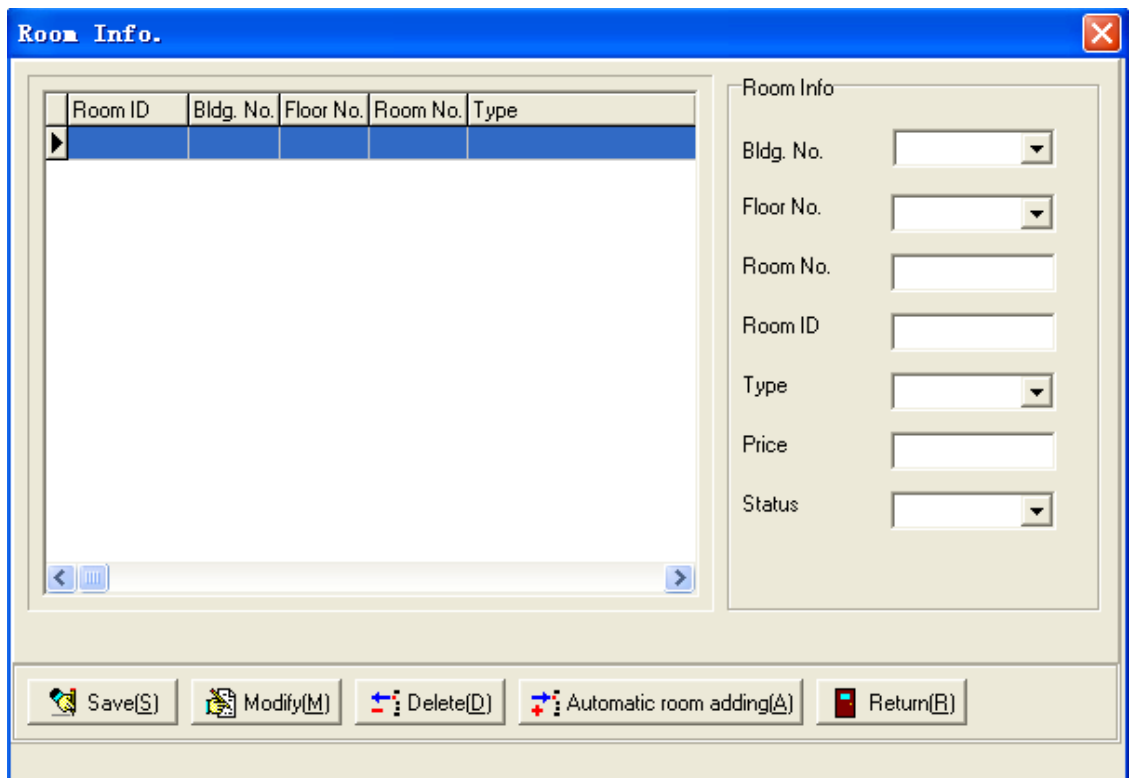 Room Info.
Room ID Bldg. No. Floor No. Room No. Type
Room Info
Bldg. No.
Floor No.
Room No.
Room ID
Type
Price
Status
Save(S) Modify(M) Delete(D) Automatic room adding(A) Return(R)